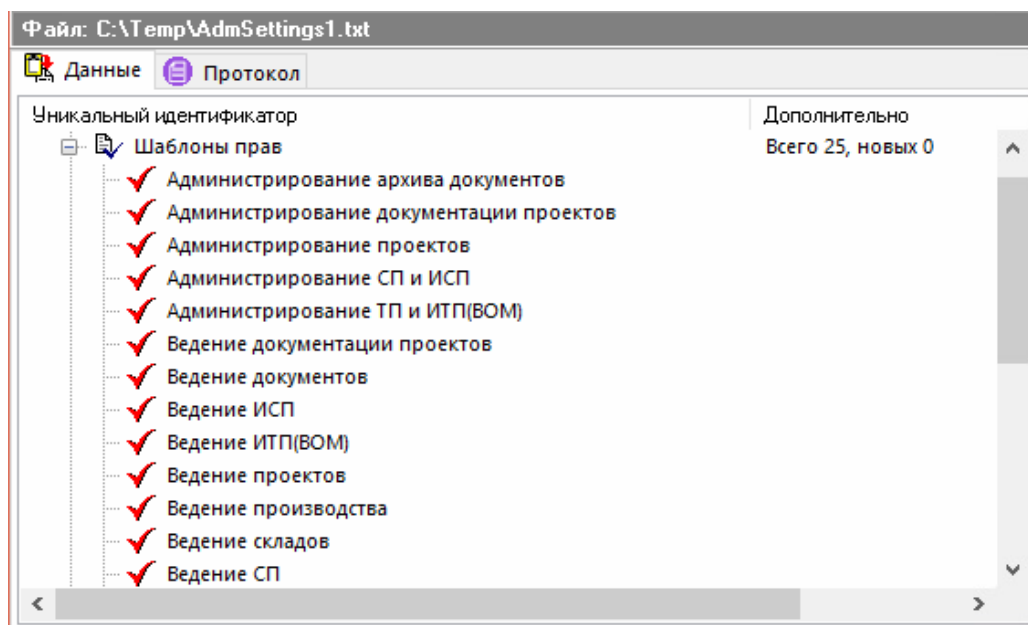 Файл: C:\Temp\AdmSettings1.txt
Данные Протокол
Уникальный идентификатор Дополнительно
Шаблоны прав Всего 25, новых 0
Администрирование архива документов
Администрирование документации проектов
Администрирование проектов
Администрирование СП и ИСП
Администрирование ТП и ИТП(ВОМ)
Ведение документации проектов
Ведение документов
Ведение ИСП
Ведение ИТП(ВОМ)
Ведение проектов
Ведение производства
Ведение складов
Ведение СП